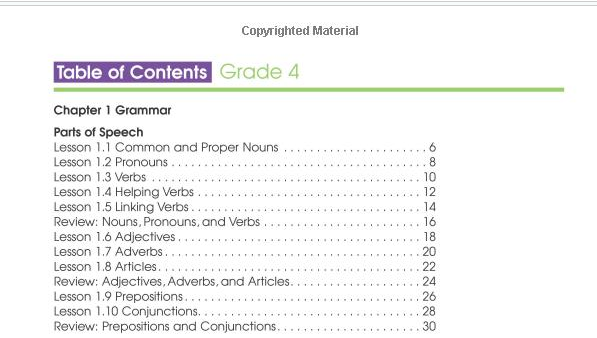 Copyrighted Material
Table of Contents Grade 4
Chapter 1 Grammar
Parts of Speech
Lesson 1.1 Common and Proper Nouns ...................... 6
Lesson 1.2 Pronouns ....................................... 8
Lesson 1.3 Verbs ......................................... 10
Lesson 1.4 Helping Verbs .................................. 12
Lesson 1.5 Linking Verbs ................................... 14
Review: Nouns, Pronouns, and Verbs ........................ 16
Lesson 1.6 Adjectives ..................................... 18
Lesson 1.7 Adverbs ....................................... 20
Lesson 1.8 Articles ........................................ 22
Review: Adjectives, Adverbs, and Articles .................... 24
Lesson 1.9 Prepositions .................................... 26
Lesson 1.10 Conjunctions .................................. 28
Review: Prepositions and Conjunctions ...................... 30